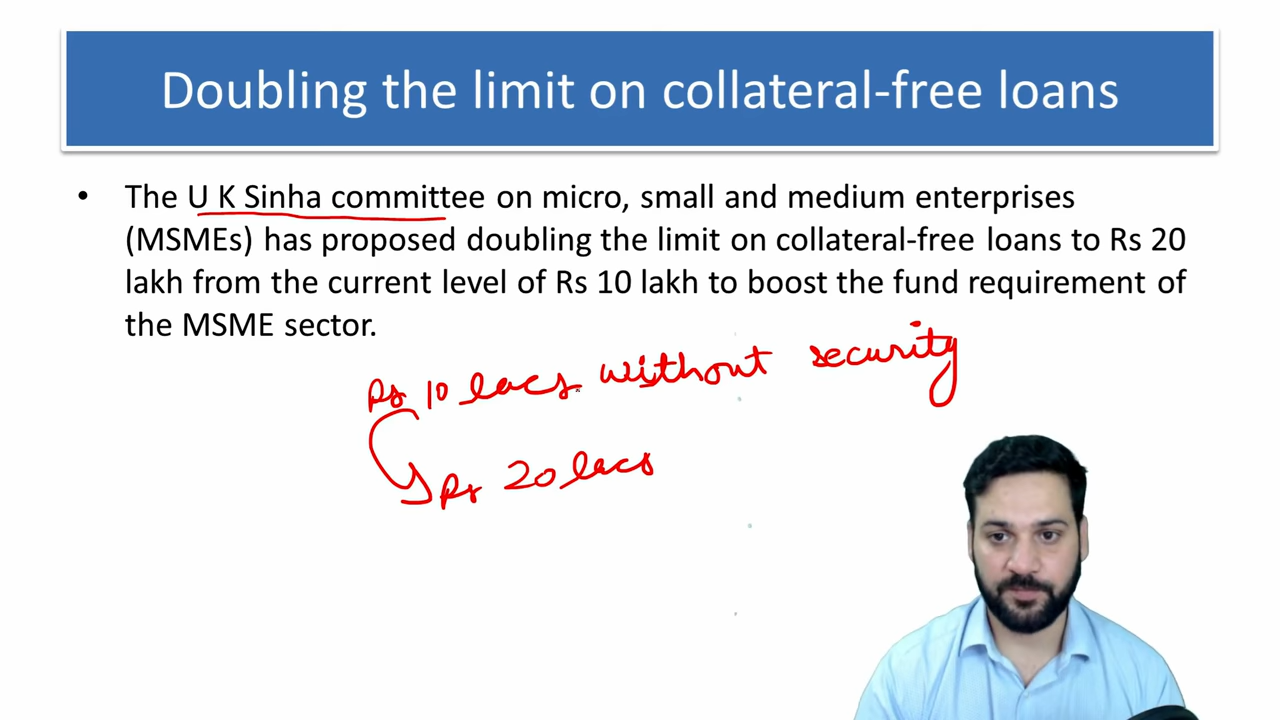 Doubling the limit on collateral-free loans
• The U K Sinha committee on micro, small and medium enterprises
(MSMEs) has proposed doubling the limit on collateral-free loans to Rs 20
lakh from the current level of Rs 10 lakh to boost the fund requirement of
the MSME sector.
Rs 10 lacs without security
Rs 20 lacs